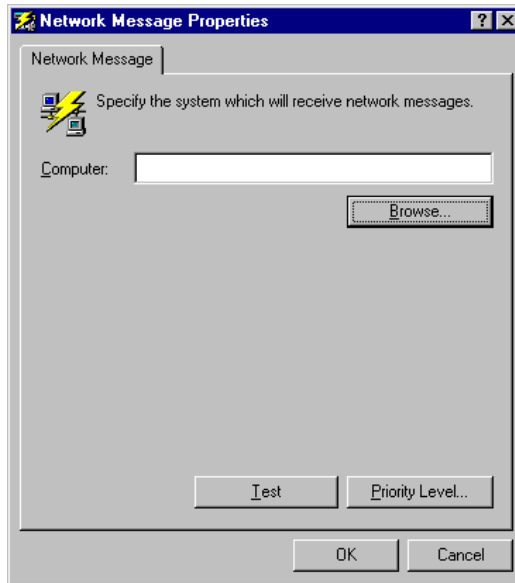 Network Message Properties
Network Message
Specify the system which will receive network messages.
Computer:
Browse...
Test
Priority Level...
OK
Cancel